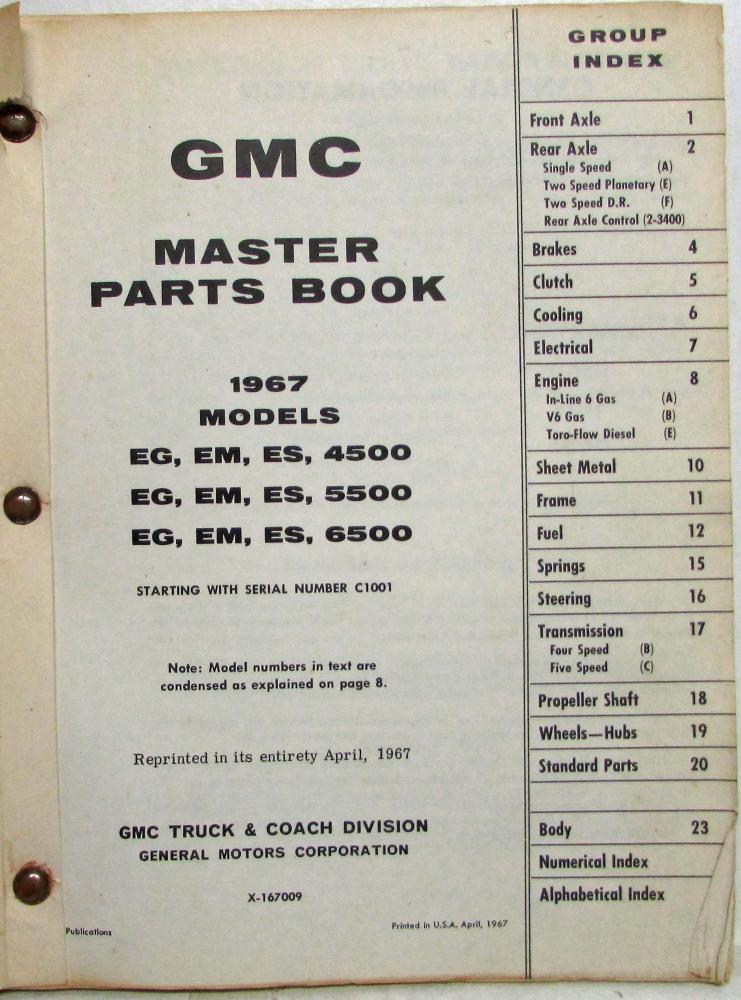 GMC
MASTER
PARTS BOOK
1967
MODELS
EG, EM, ES, 4500
EG, EM, ES, 5500
EG, EM, ES, 6500
STARTING WITH SERIAL NUMBER C1001
Note: Model numbers in text are
condensed as explained on page 8.
Reprinted in its entirety April, 1967
GMC TRUCK & COACH DIVISION
GENERAL MOTORS CORPORATION
X-167009
Publications
Printed in U.S.A. April, 1967
GROUP
INDEX
Front Axle 1
Rear Axle 2
Single Speed (A)
Two Speed Planetary (E)
Two Speed D.R. (F)
Rear Axle Control (2-3400)
Brakes 4
Clutch 5
Cooling 6
Electrical 7
Engine 8
In-Line 6 Gas (A)
V6 Gas (B)
Toro-Flow Diesel (E)
Sheet Metal 10
Frame 11
Fuel 12
Springs 15
Steering 16
Transmission 17
Four Speed (B)
Five Speed (C)
Propeller Shaft 18
Wheels—Hubs 19
Standard Parts 20
Body 23
Numerical Index
Alphabetical Index